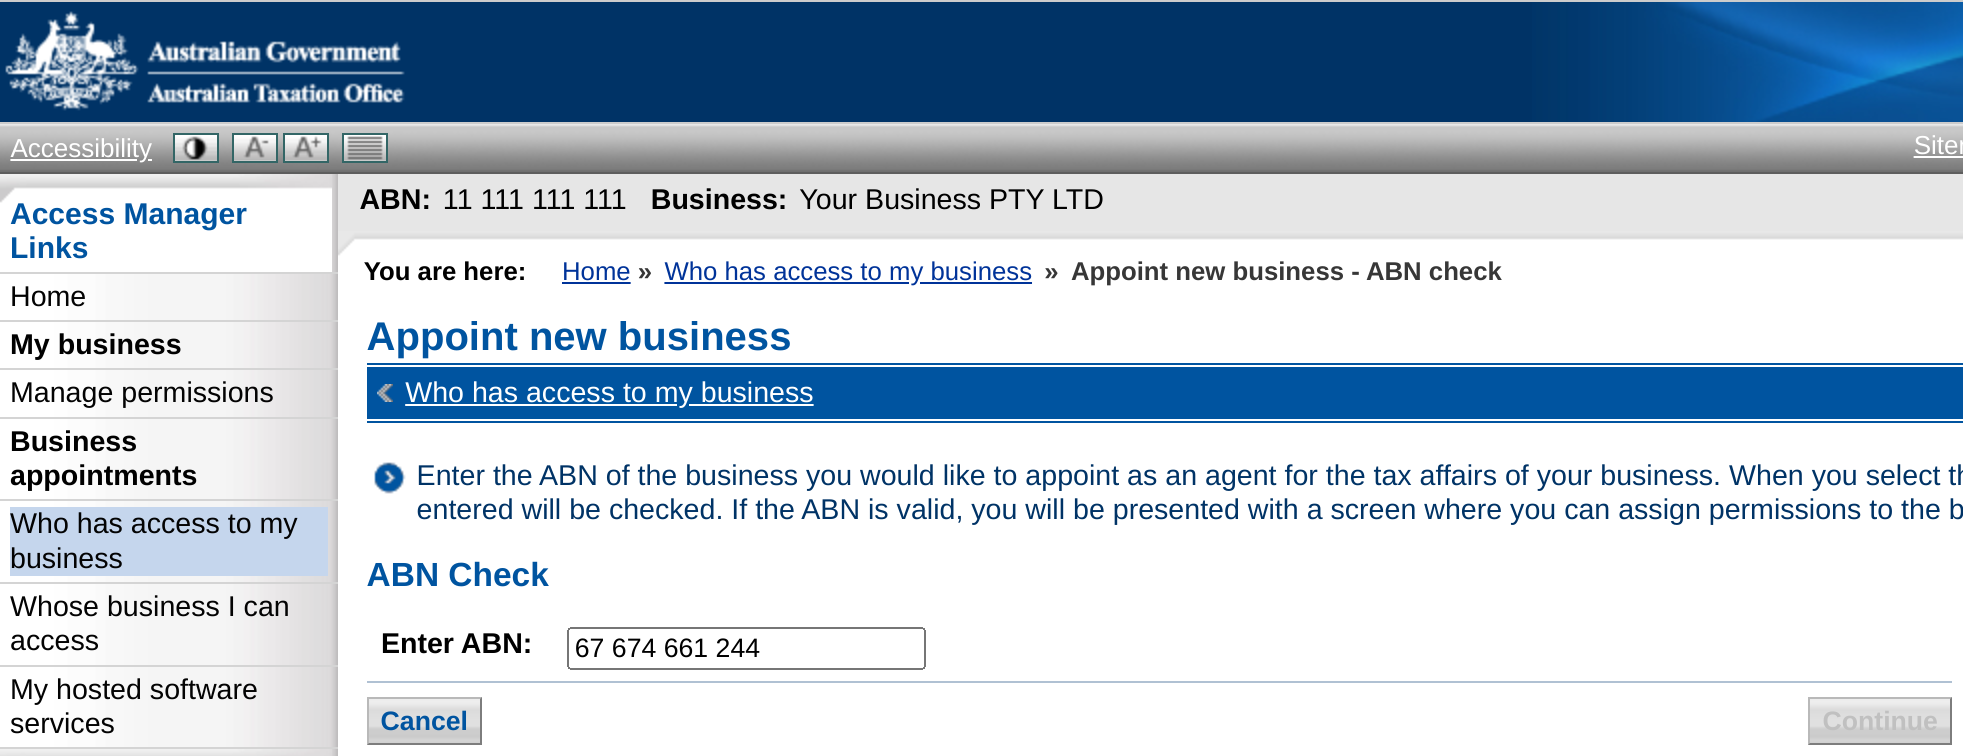 Australian Government
Australian Taxation Office
Accessibility
A-
A+
ABN: 11 111 111 111 Business: Your Business PTY LTD
Access Manager
Links
Home
My business
Manage permissions
Business
appointments
Who has access to my
business
Whose business I can
access
My hosted software
services
You are here: Home » Who has access to my business » Appoint new business - ABN check
Appoint new business
Who has access to my business
Enter the ABN of the business you would like to appoint as an agent for the tax affairs of your business. When you select
entered will be checked. If the ABN is valid, you will be presented with a screen where you can assign permissions to the
ABN Check
Enter ABN: 67 674 661 244
Cancel
Continue